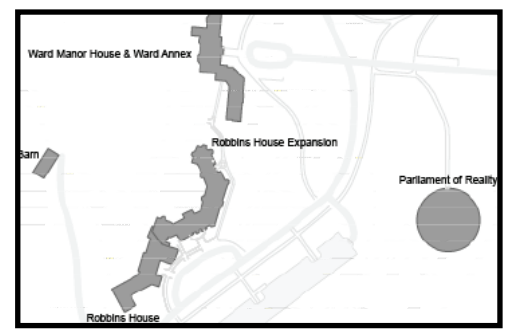 Ward Manor House & Ward Annex
Robbins House Expansion
Barn
Parliament of Reality
Robbins House